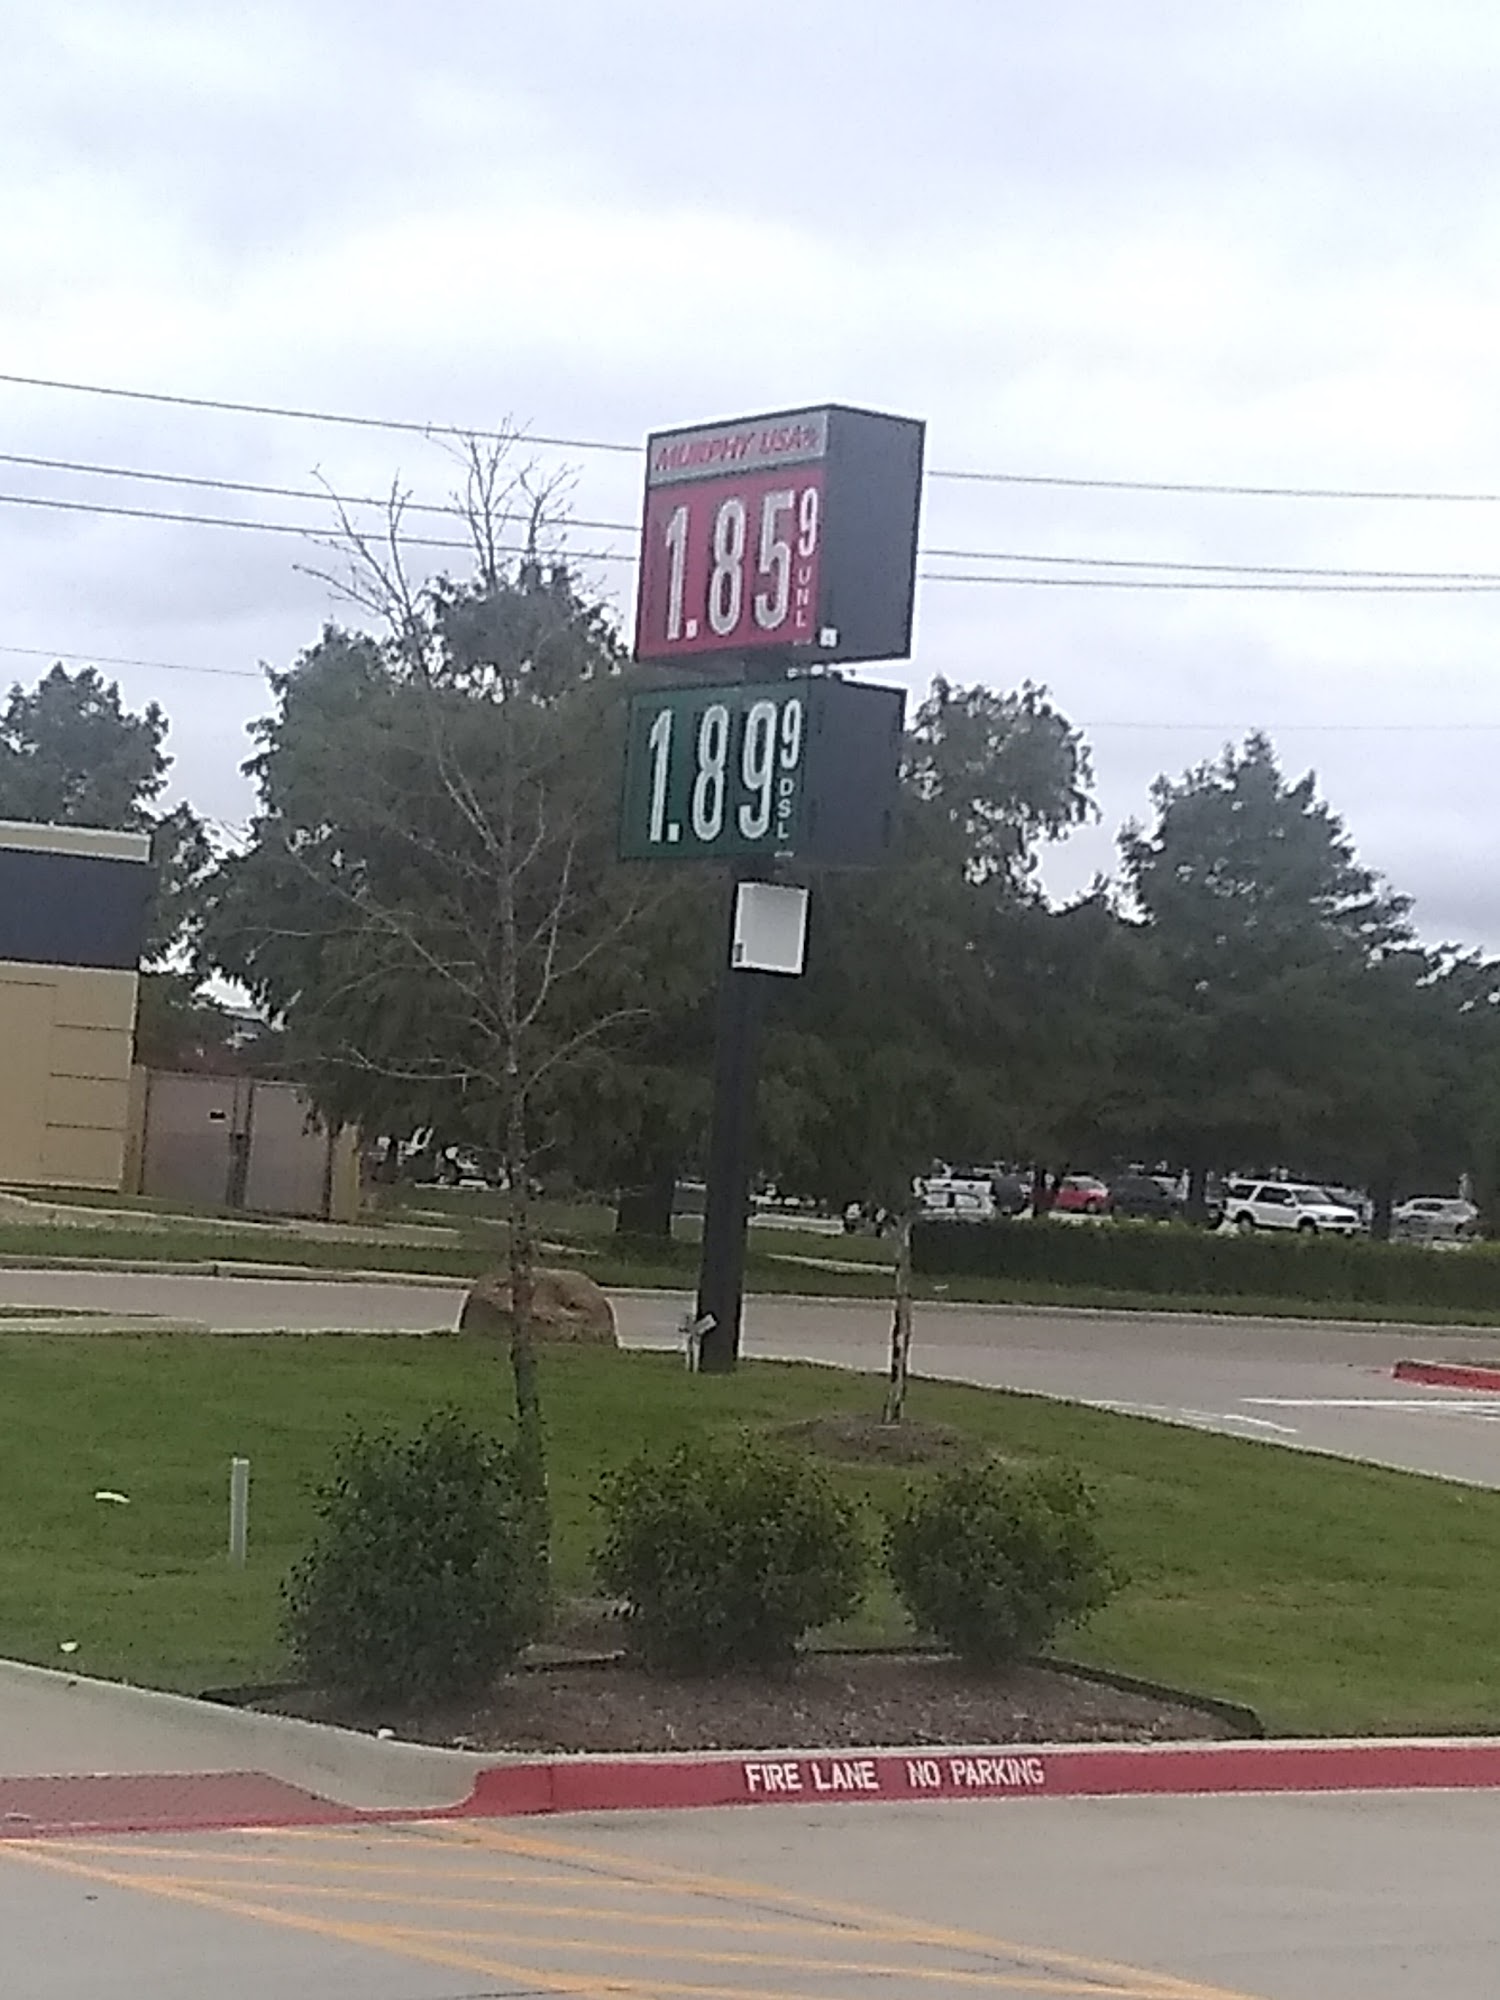 MURPHY USA®
1.85 9 UNL
1.89 9 DSL
FIRE LANE NO PARKING